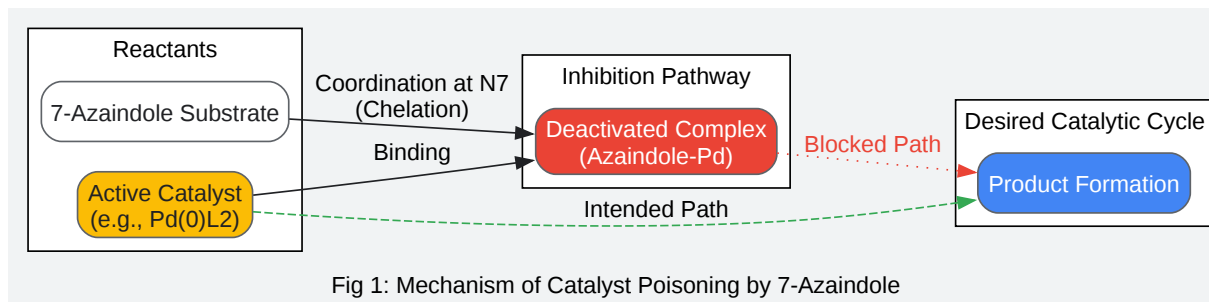 Reactants
7-Azaindole Substrate
Active Catalyst
(e.g., Pd(0)L2)
Coordination at N7
(Chelation)
Binding
Inhibition Pathway
Deactivated Complex
(Azaindole-Pd)
Blocked Path
Intended Path
Desired Catalytic Cycle
Product Formation
Fig 1: Mechanism of Catalyst Poisoning by 7-Azaindole